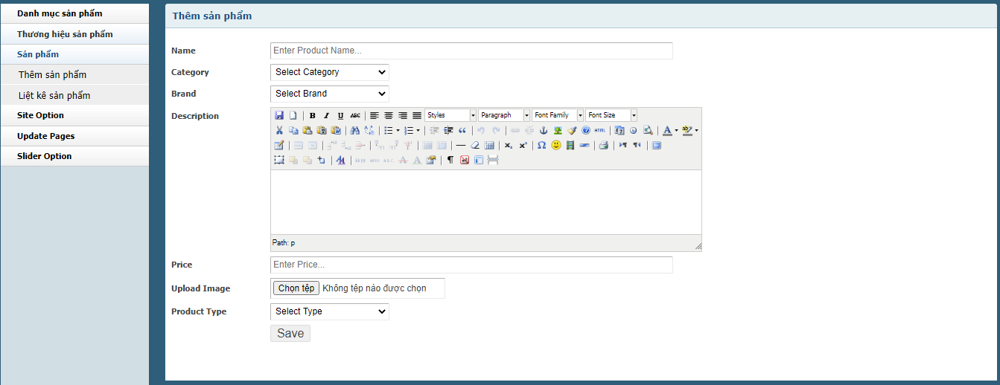 Danh mục sản phẩm
Thương hiệu sản phẩm
Sản phẩm
Thêm sản phẩm
Liệt kê sản phẩm
Site Option
Update Pages
Slider Option
Thêm sản phẩm
Name
Enter Product Name...
Category
Select Category
Brand
Select Brand
Description
B I U ABC Styles Paragraph Font Family Font Size
HTML A ab
Path: p
Price
Enter Price...
Upload Image
Chọn tệp Không tệp nào được chọn
Product Type
Select Type
Save